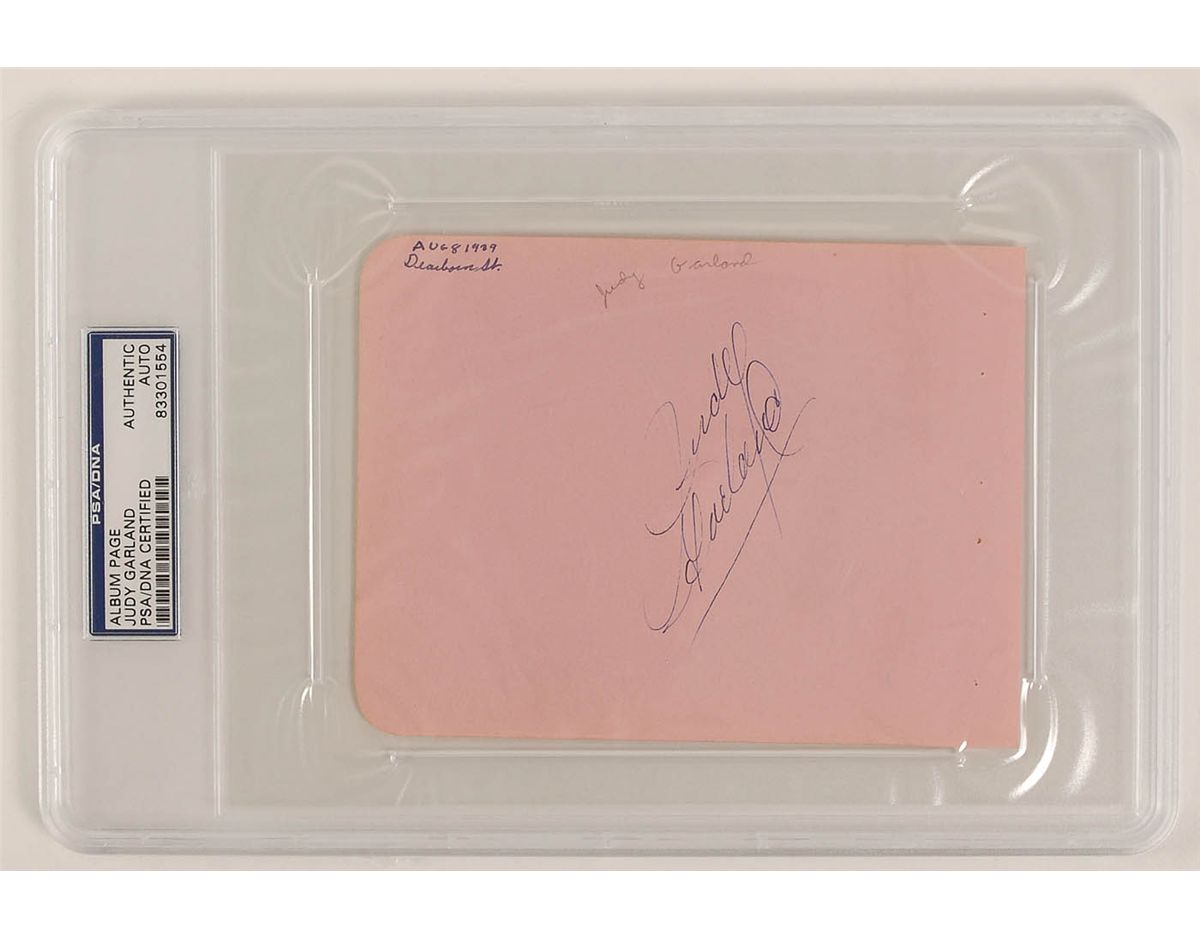 PSA/DNA
ALBUM PAGE
JUDY GARLAND
PSA/DNA CERTIFIED
AUTHENTIC
AUTO
83301554
AUG 8 1939
Dearborn St.
Judy Garland
Judy
Garland